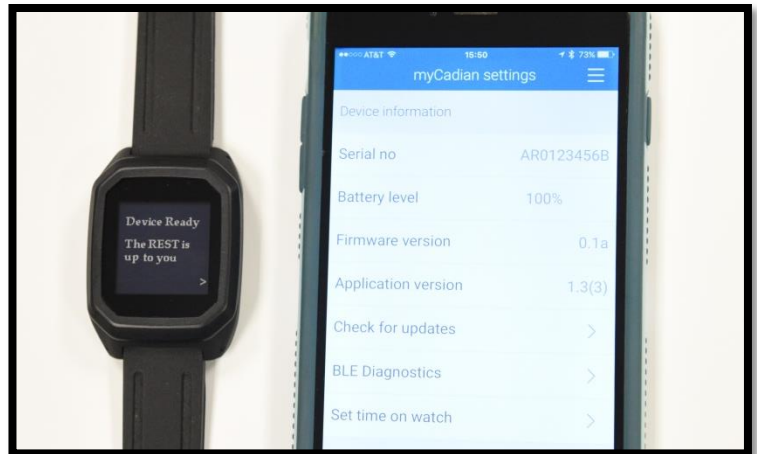 Device Ready
The REST is
up to you
>
AT&T 15:50 73%
myCadian settings
Device information
Serial no AR0123456B
Battery level 100%
Firmware version 0.1a
Application version 1.3(3)
Check for updates >
BLE Diagnostics >
Set time on watch >